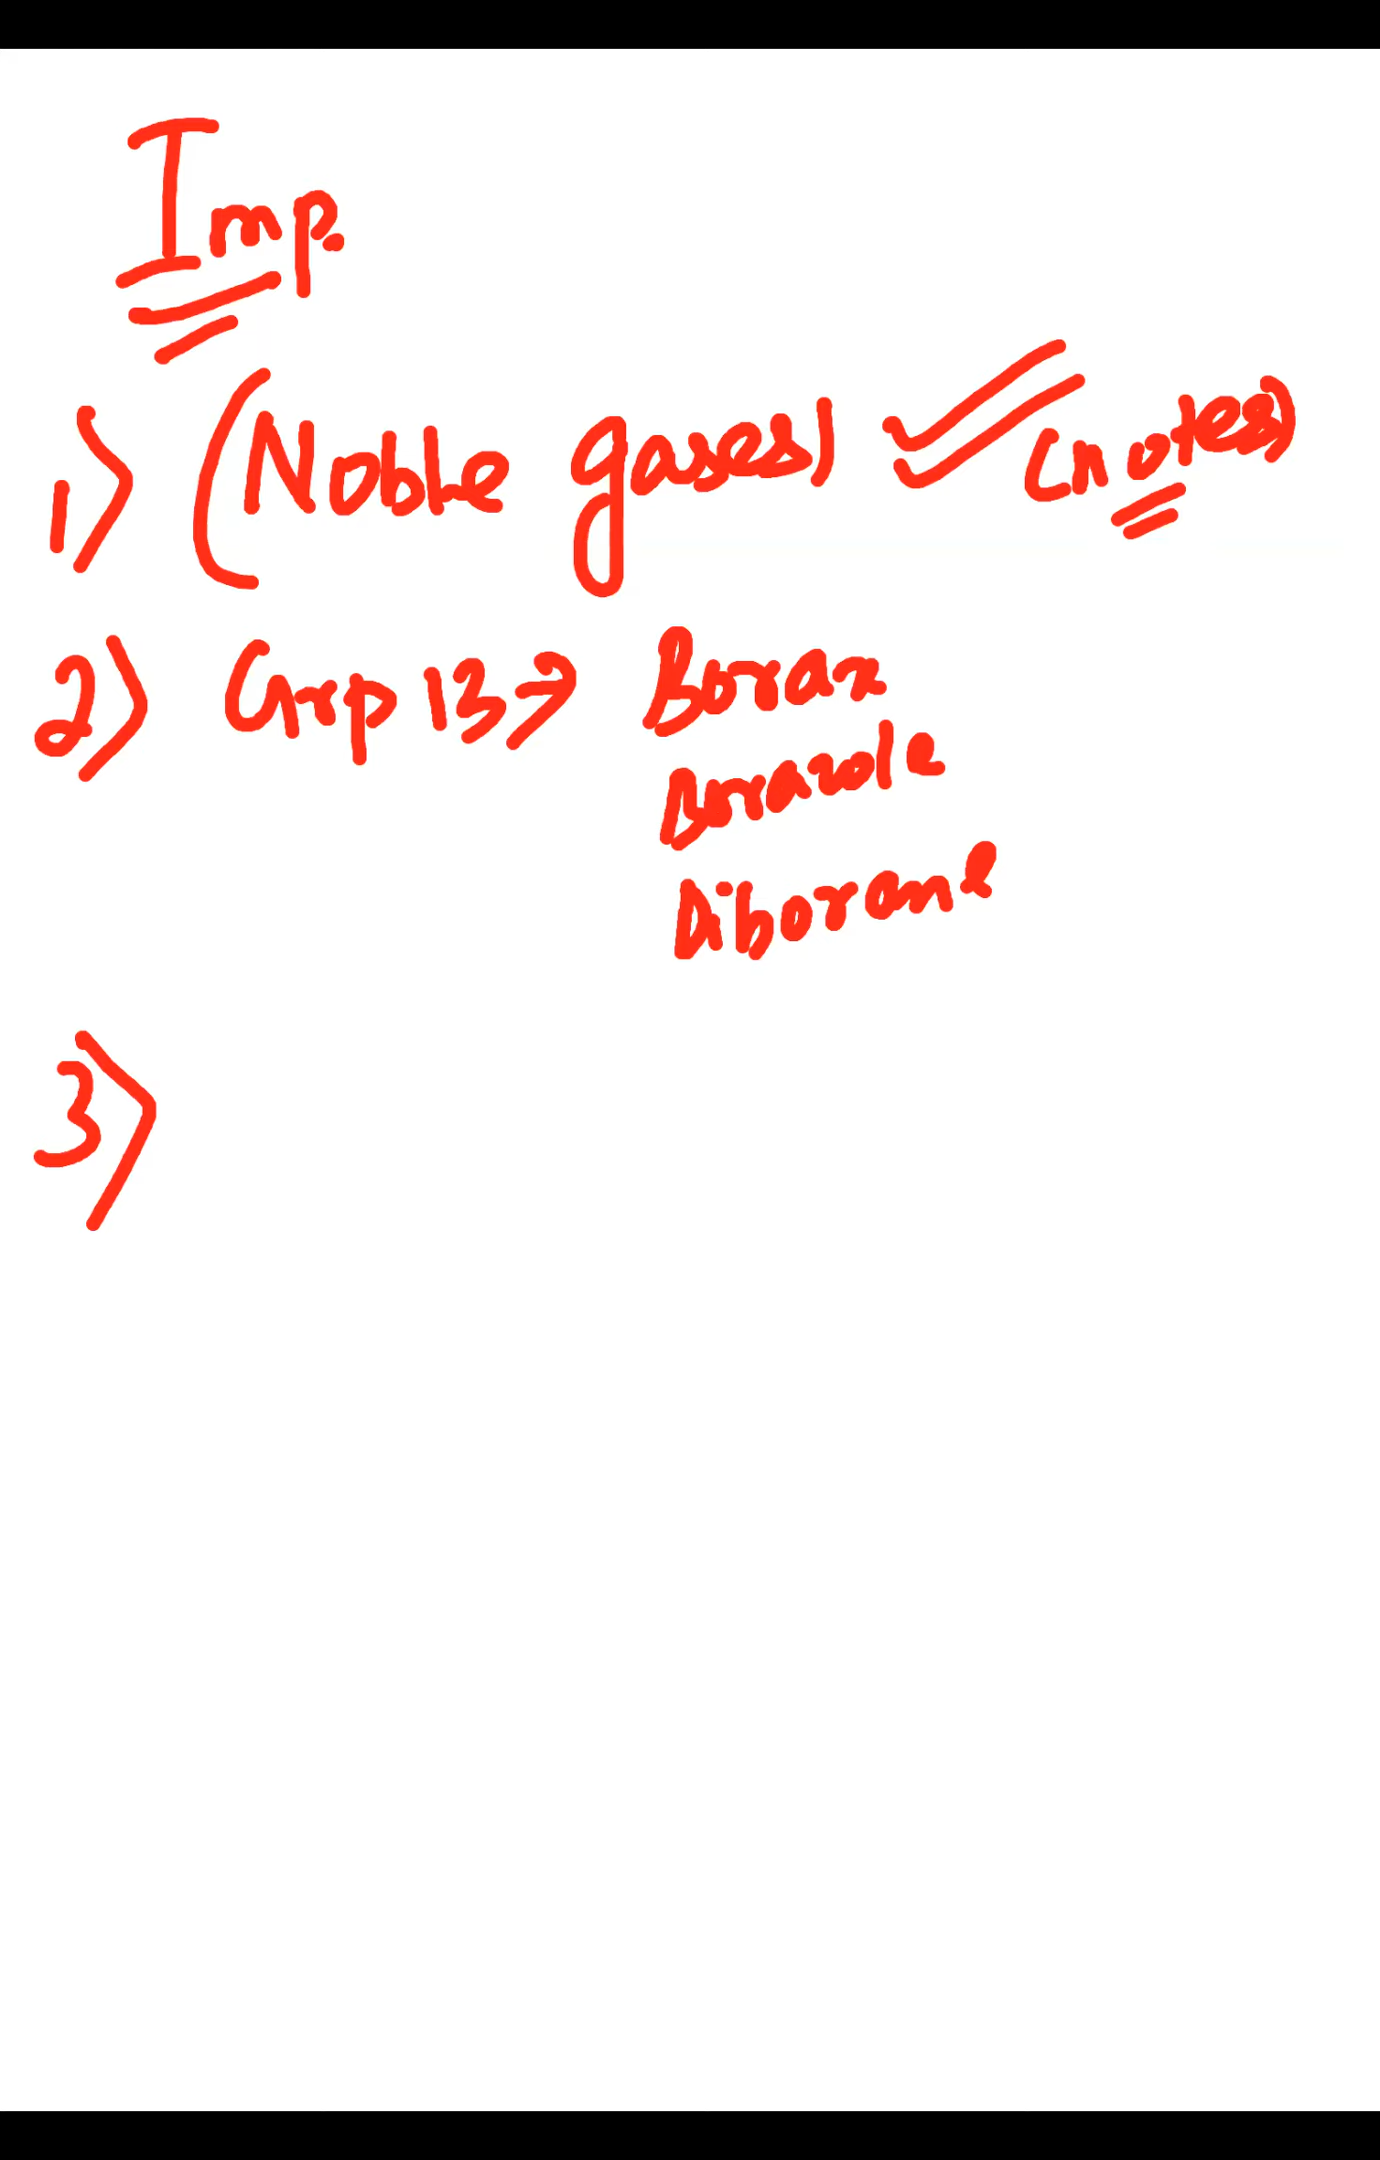 Imp.
1) (Noble gases) (notes)
2) Grp 13 → Borax
Borazole
Diborane
3)